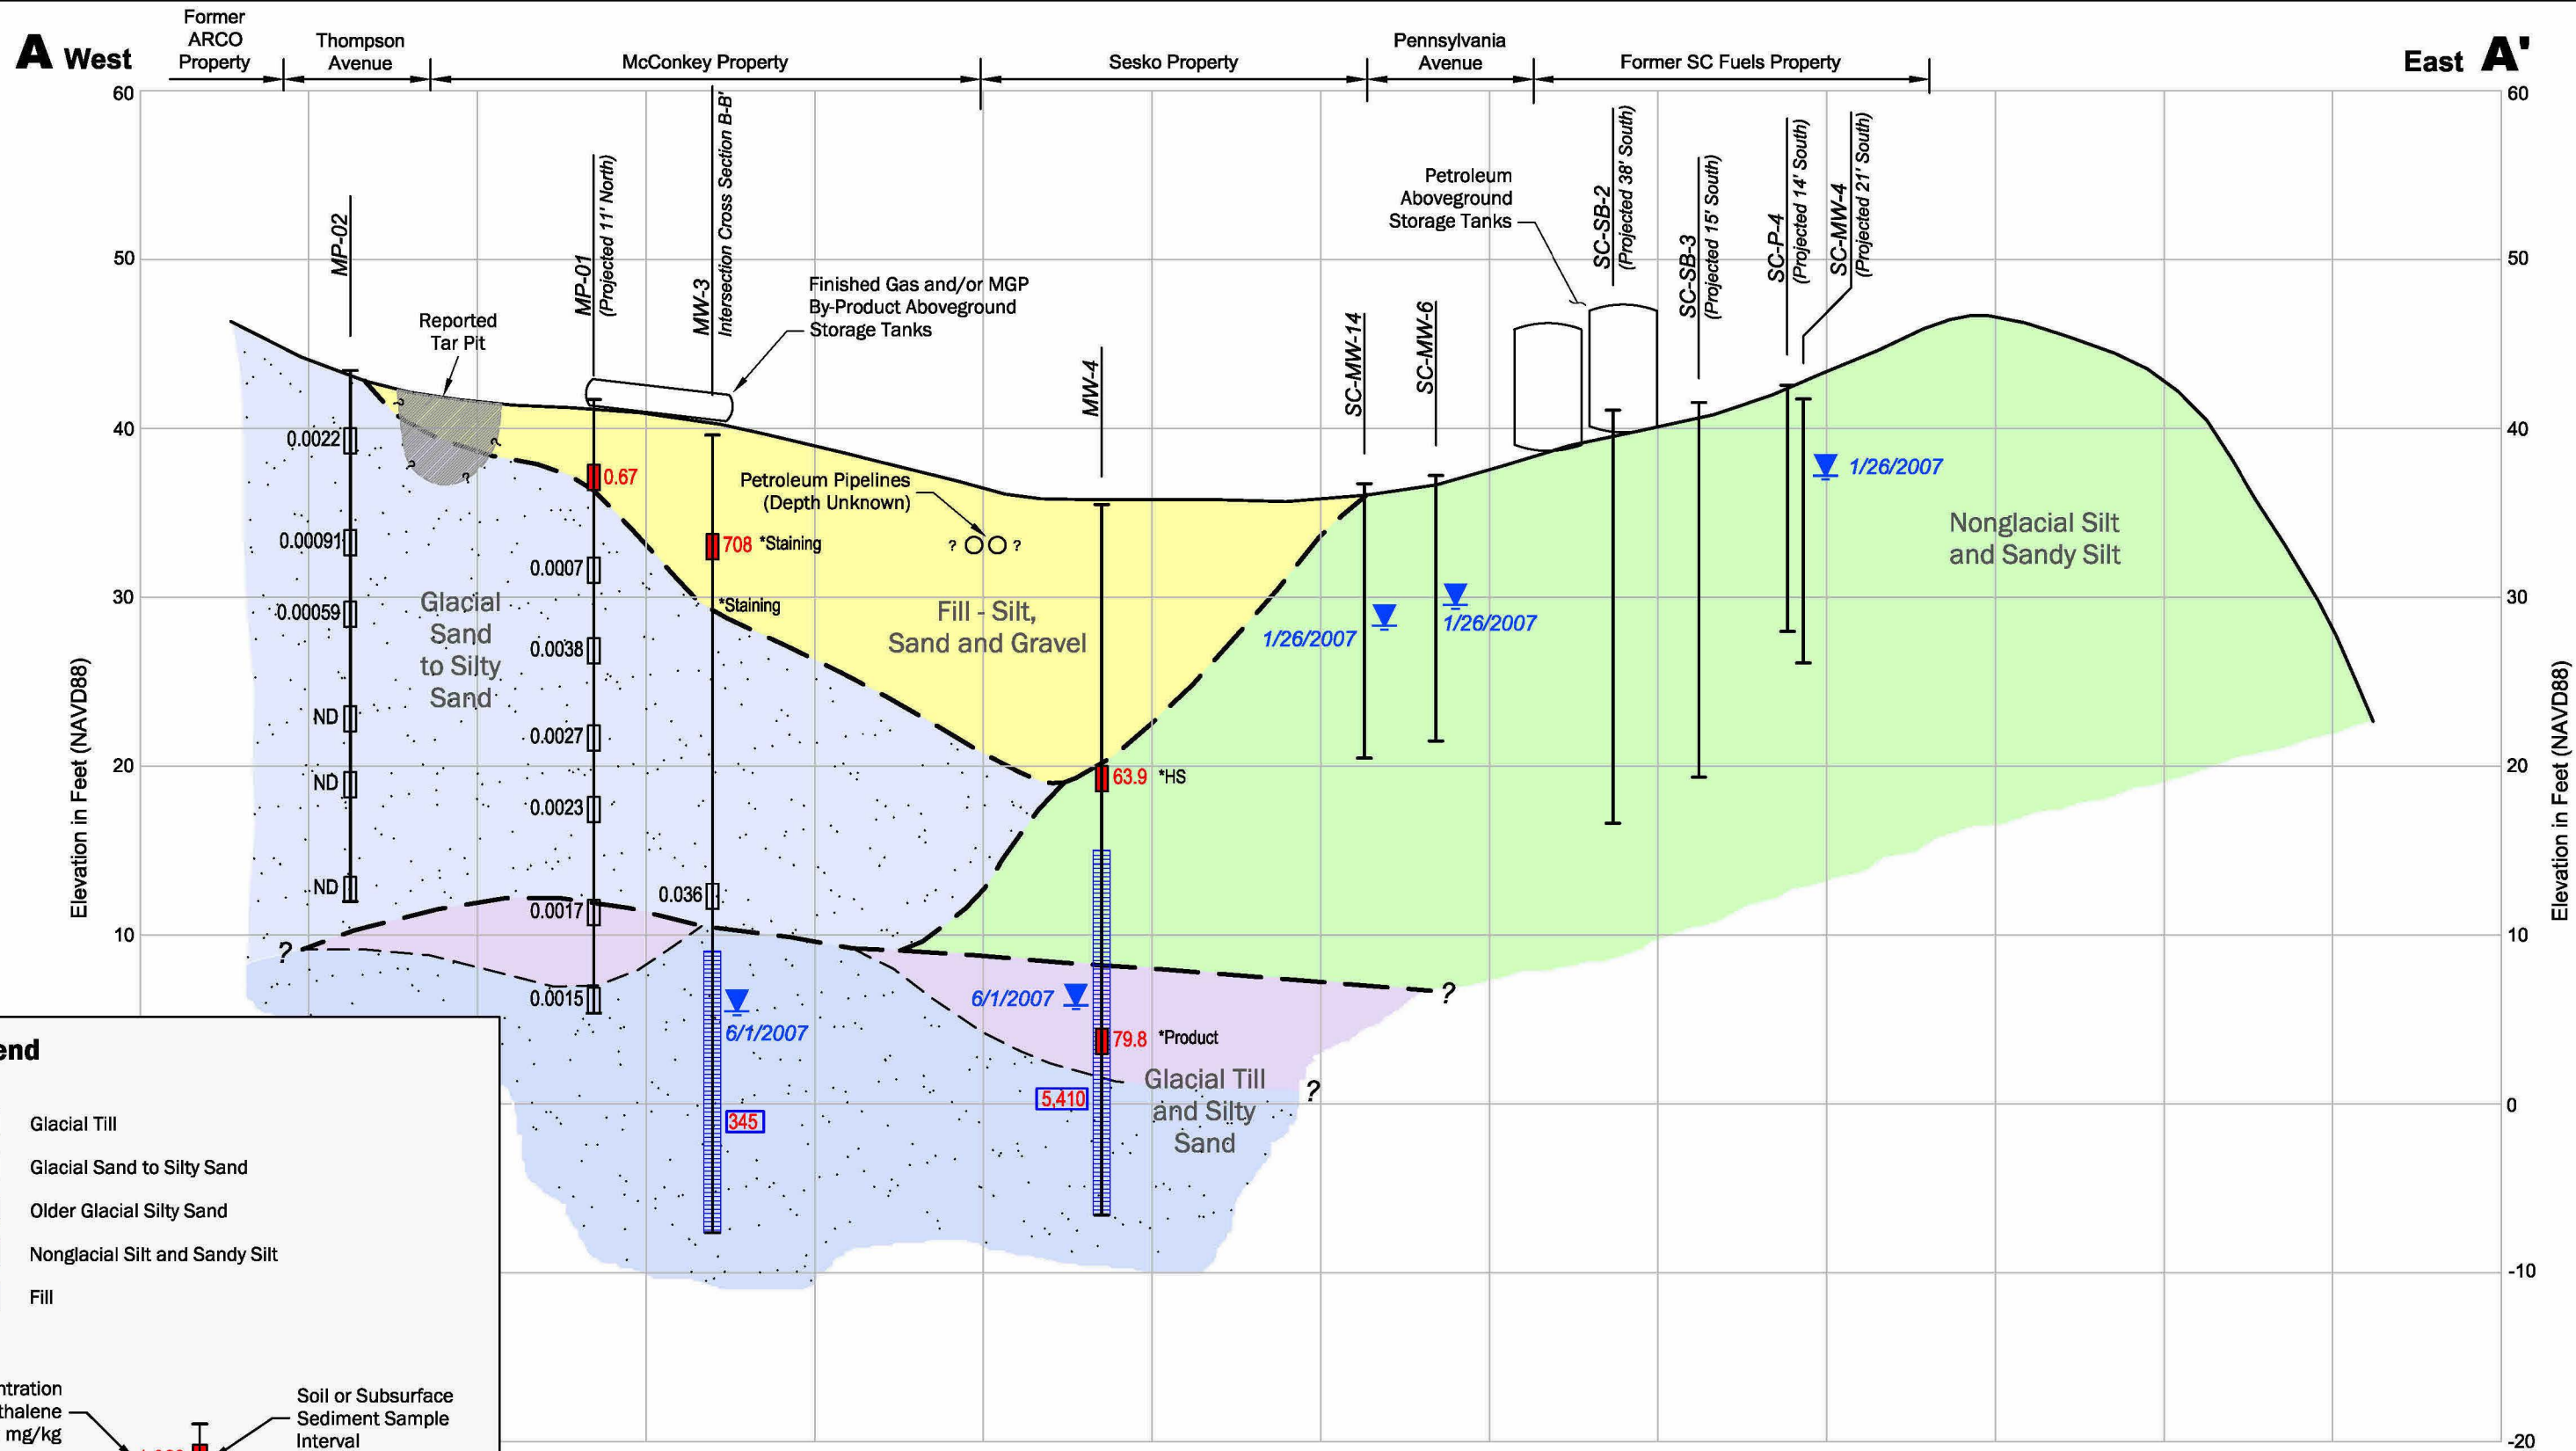 A West
Former
ARCO
Property
Thompson
Avenue
McConkey Property
Sesko Property
Pennsylvania
Avenue
Former SC Fuels Property
East A'
60
50
40
30
20
10
Elevation in Feet (NAVD88)
60
50
40
30
20
10
0
-10
-20
Elevation in Feet (NAVD88)
MP-02
MP-01
(Projected 11' North)
MW-3
Intersection Cross Section B-B'
MW-4
SC-MW-14
SC-MW-6
SC-SB-2
(Projected 38' South)
SC-SB-3
(Projected 15' South)
SC-P-4
(Projected 14' South)
SC-MW-4
(Projected 21' South)
Reported
Tar Pit
Finished Gas and/or MGP
By-Product Aboveground
Storage Tanks
Petroleum
Aboveground
Storage Tanks
Petroleum Pipelines
(Depth Unknown)
? ?
? ? ? ?
0.0022
0.00091
0.00059
ND
ND
ND
0.67
0.0007
0.0038
0.0027
0.0023
0.0017
0.0015
708 *Staining
*Staining
0.036
6/1/2007
345
63.9 *HS
6/1/2007
79.8 *Product
5,410
1/26/2007
1/26/2007
1/26/2007
Glacial
Sand
to Silty
Sand
Fill - Silt,
Sand and Gravel
Nonglacial Silt
and Sandy Silt
Glacial Till
and Silty
Sand
?
?
?
end
Glacial Till
Glacial Sand to Silty Sand
Older Glacial Silty Sand
Nonglacial Silt and Sandy Silt
Fill
ntration
thalene
mg/kg
Soil or Subsurface
Sediment Sample
Interval